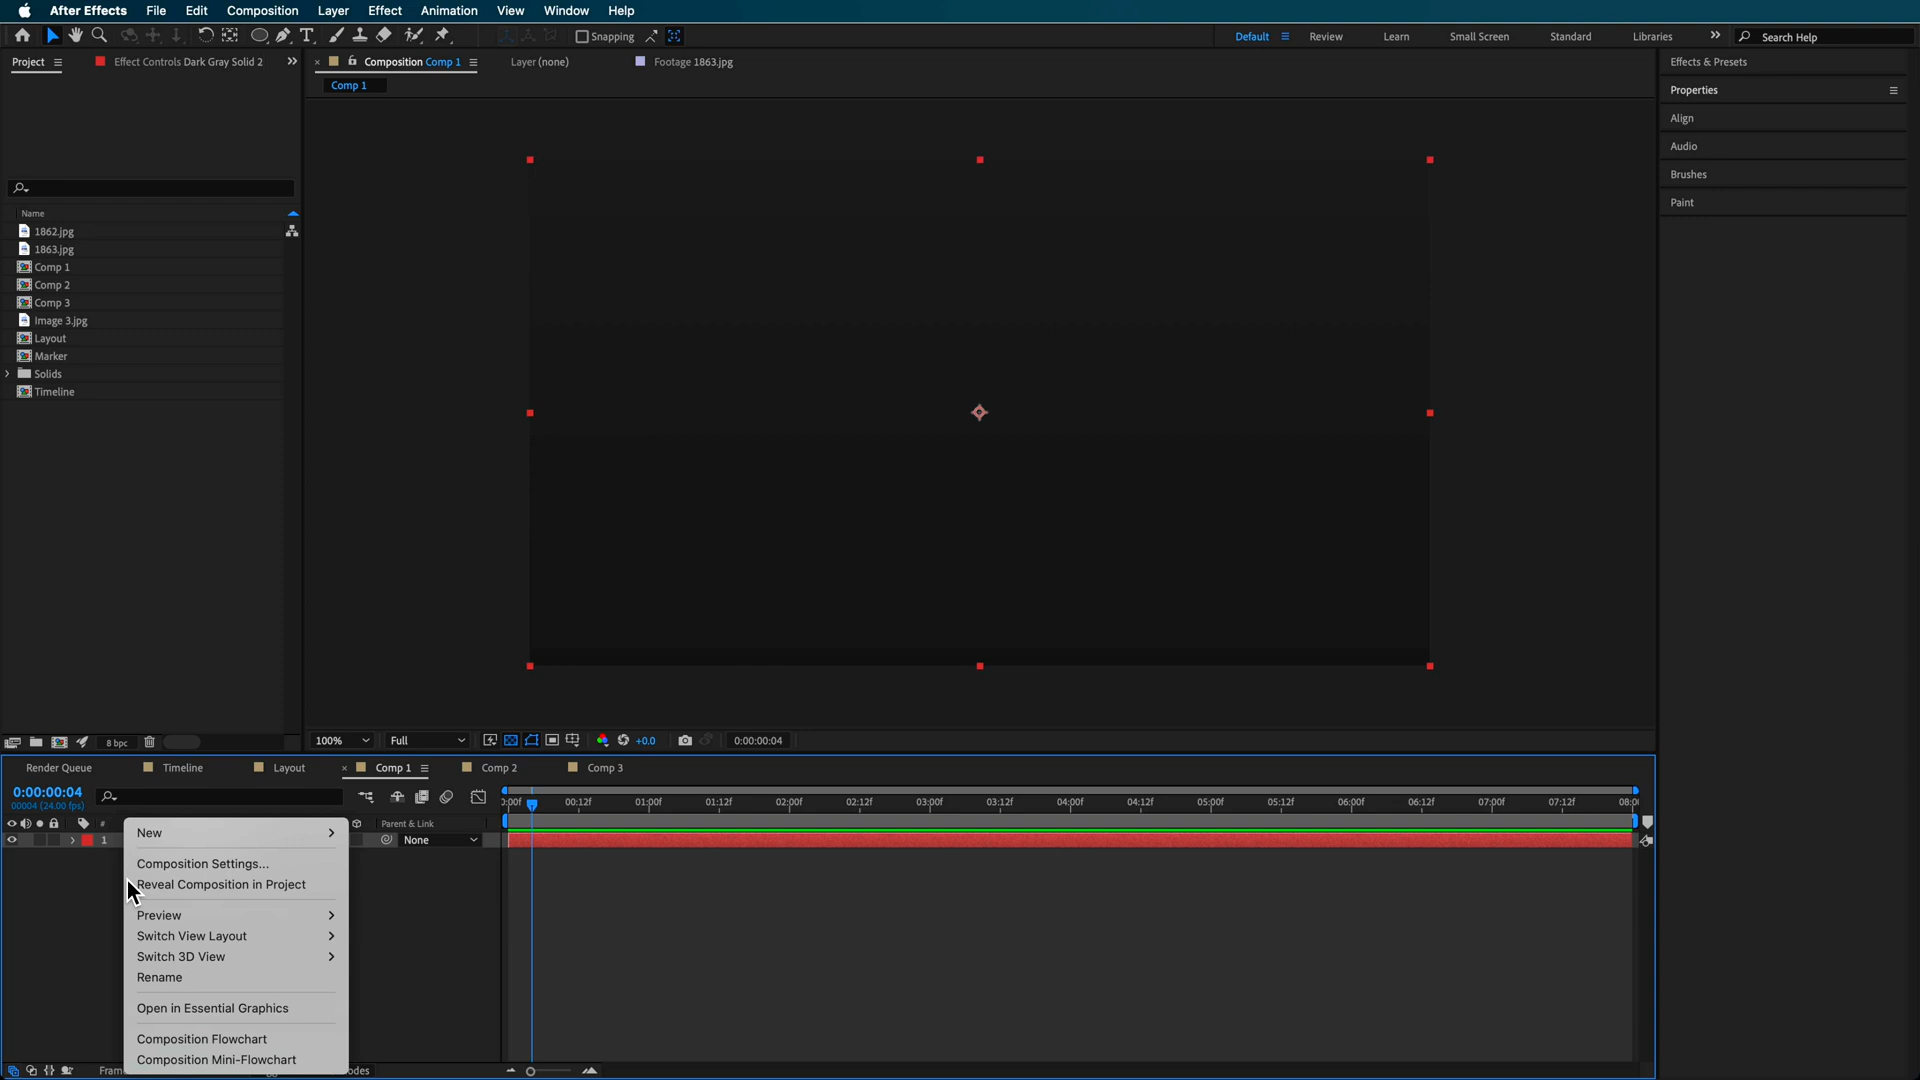 After Effects File Edit Composition Layer Effect Animation View Window Help
Snapping Default Review Learn Small Screen Standard Libraries Search Help
Project Effect Controls Dark Gray Solid 2 Composition Comp 1 Layer (none) Footage 1863.jpg Effects & Presets
Comp 1 Properties
Align
Audio
Brushes
Paint
Name
1862.jpg
1863.jpg
Comp 1
Comp 2
Comp 3
Image 3.jpg
Layout
Marker
Solids
Timeline
8 bpc 100% Full +0.0 0:00:00:04
Render Queue Timeline Layout Comp 1 Comp 2 Comp 3
0:00:00:04
00004 (24.00 fps)
:00f 00:12f 01:00f 01:12f 02:00f 02:12f 03:00f 03:12f 04:00f 04:12f 05:00f 05:12f 06:00f 06:12f 07:00f 07:12f 08:0
# Parent & Link
1 None
New
Composition Settings...
Reveal Composition in Project
Preview
Switch View Layout
Switch 3D View
Rename
Open in Essential Graphics
Composition Flowchart
Composition Mini-Flowchart